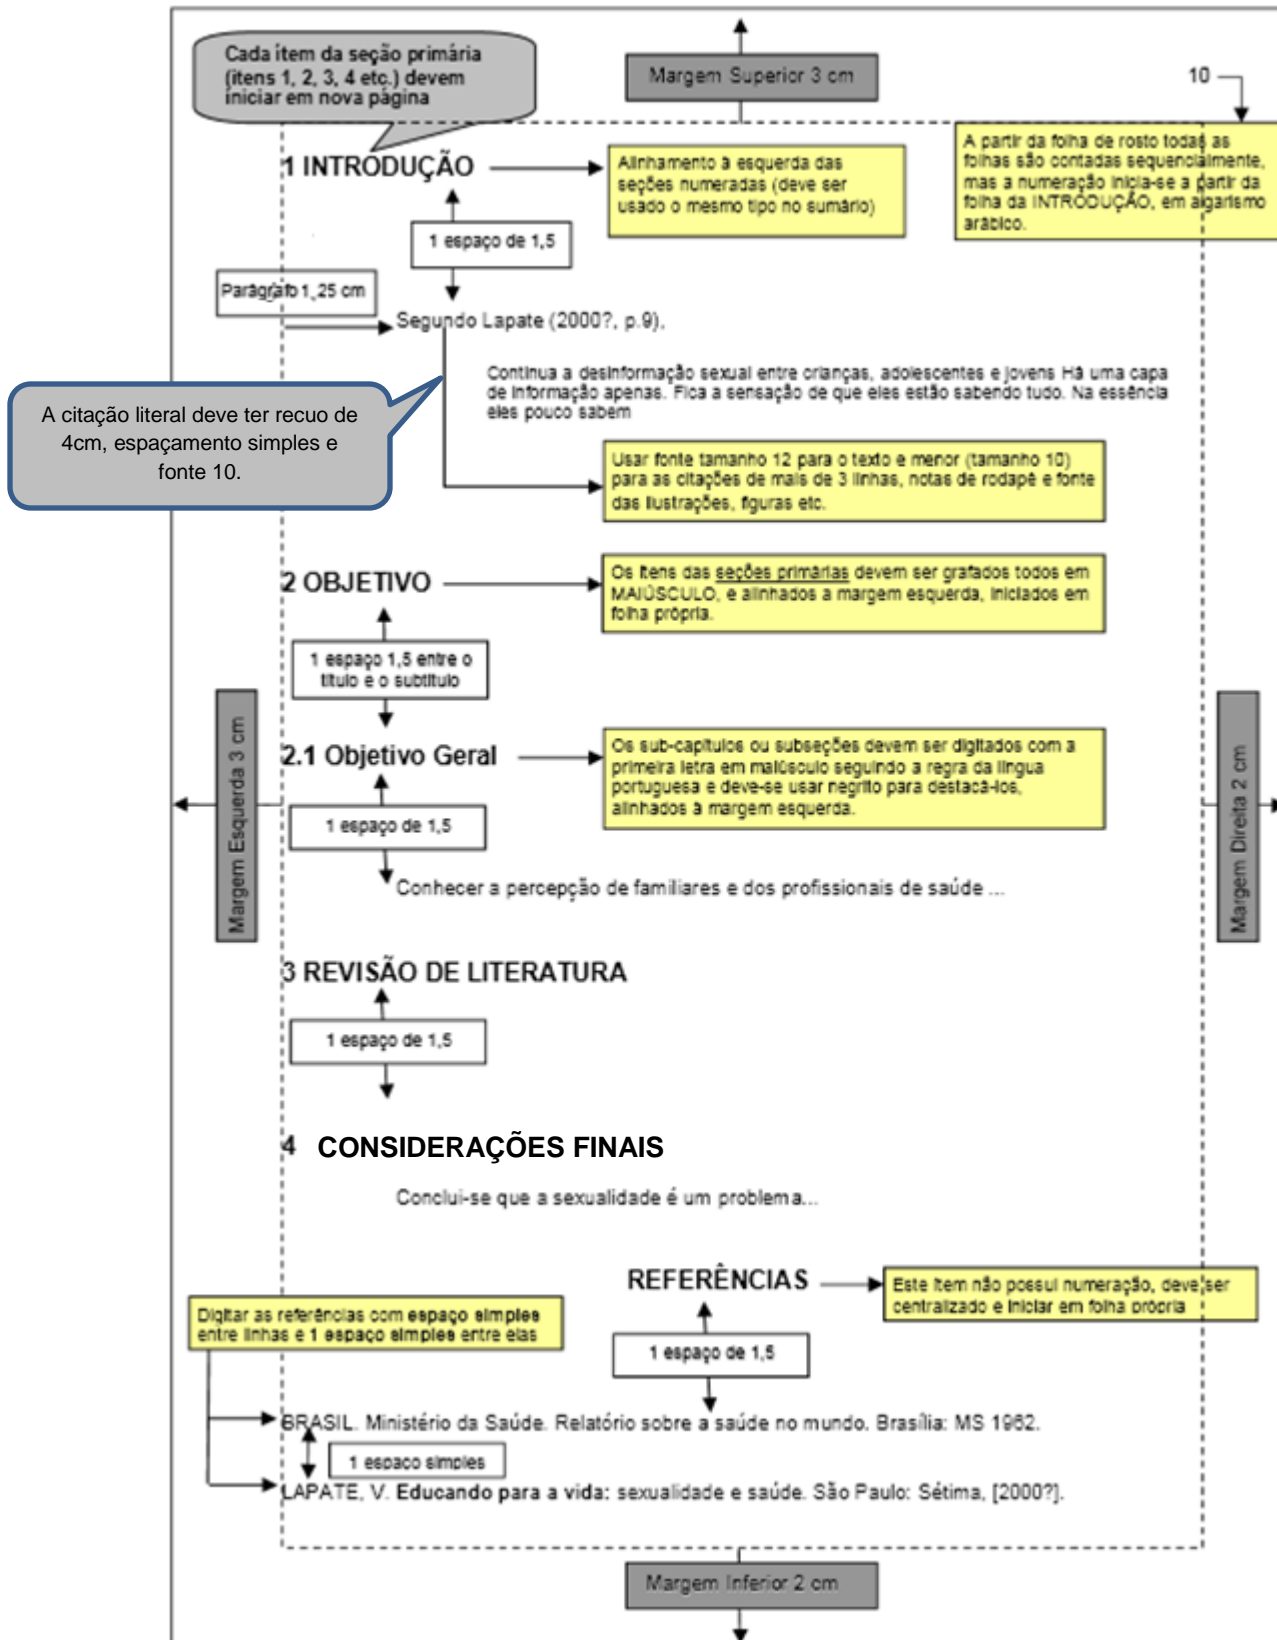 Cada item da seção primária
(itens 1, 2, 3, 4 etc.) devem
iniciar em nova página
Margem Superior 3 cm
10
1 INTRODUÇÃO
Alinhamento à esquerda das
seções numeradas (deve ser
usado o mesmo tipo no sumário)
A partir da folha de rosto todas as
folhas são contadas sequencialmente,
mas a numeração inicia-se a partir da
folha da INTRODUÇÃO, em algarismo
arábico.
1 espaço de 1,5
Parágrafo 1,25 cm
Segundo Lapate (2000?, p.9),
Continua a desinformação sexual entre crianças, adolescentes e jovens Há uma capa
de informação apenas. Fica a sensação de que eles estão sabendo tudo. Na essência
eles pouco sabem
A citação literal deve ter recuo de
4cm, espaçamento simples e
fonte 10.
Usar fonte tamanho 12 para o texto e menor (tamanho 10)
para as citações de mais de 3 linhas, notas de rodapé e fonte
das ilustrações, figuras etc.
2 OBJETIVO
Os itens das seções primárias devem ser grafados todos em
MAIÚSCULO, e alinhados a margem esquerda, iniciados em
folha própria.
1 espaço 1,5 entre o
título e o subtítulo
Margem Esquerda 3 cm
2.1 Objetivo Geral
Os sub-capítulos ou subseções devem ser digitados com a
primeira letra em maiúsculo seguindo a regra da língua
portuguesa e deve-se usar negrito para destacá-los,
alinhados à margem esquerda.
Margem Direita 2 cm
1 espaço de 1,5
Conhecer a percepção de familiares e dos profissionais de saúde ...
3 REVISÃO DE LITERATURA
1 espaço de 1,5
4 CONSIDERAÇÕES FINAIS
Conclui-se que a sexualidade é um problema...
REFERÊNCIAS
Este item não possui numeração, deve ser
centralizado e iniciar em folha própria
Digitar as referências com espaço simples
entre linhas e 1 espaço simples entre elas
1 espaço de 1,5
BRASIL. Ministério da Saúde. Relatório sobre a saúde no mundo. Brasília: MS 1962.
1 espaco simples
LAPATE, V. Educando para a vida: sexualidade e saúde. São Paulo: Sétima, [2000?].
Margem Inferior 2 cm